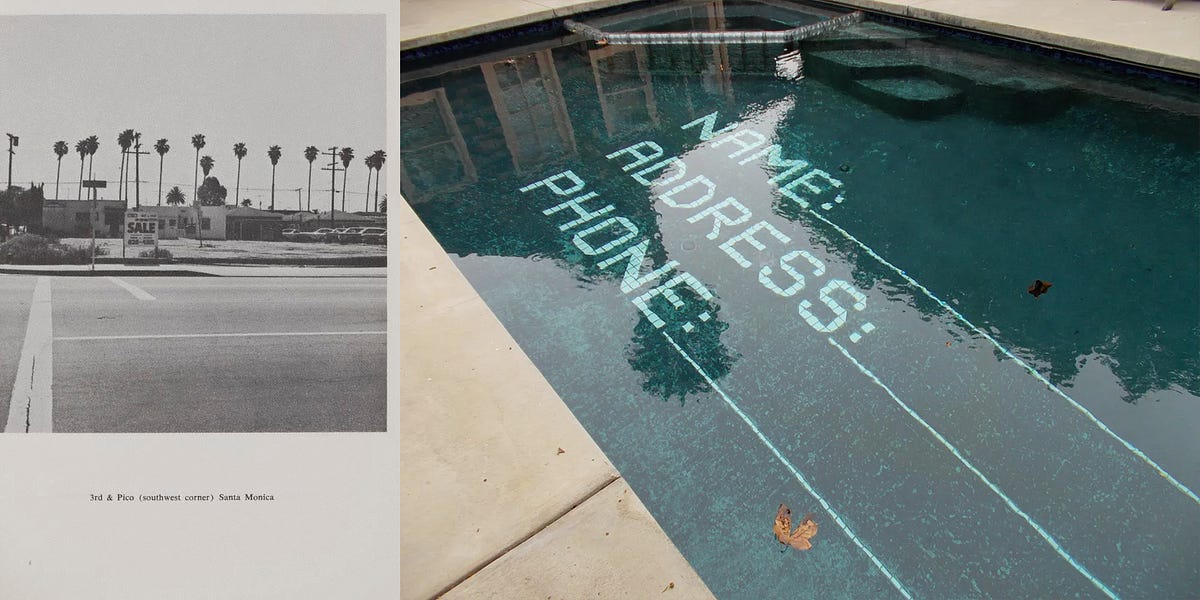 SALE
3rd & Pico (southwest corner) Santa Monica
NAME:
ADDRESS:
PHONE: